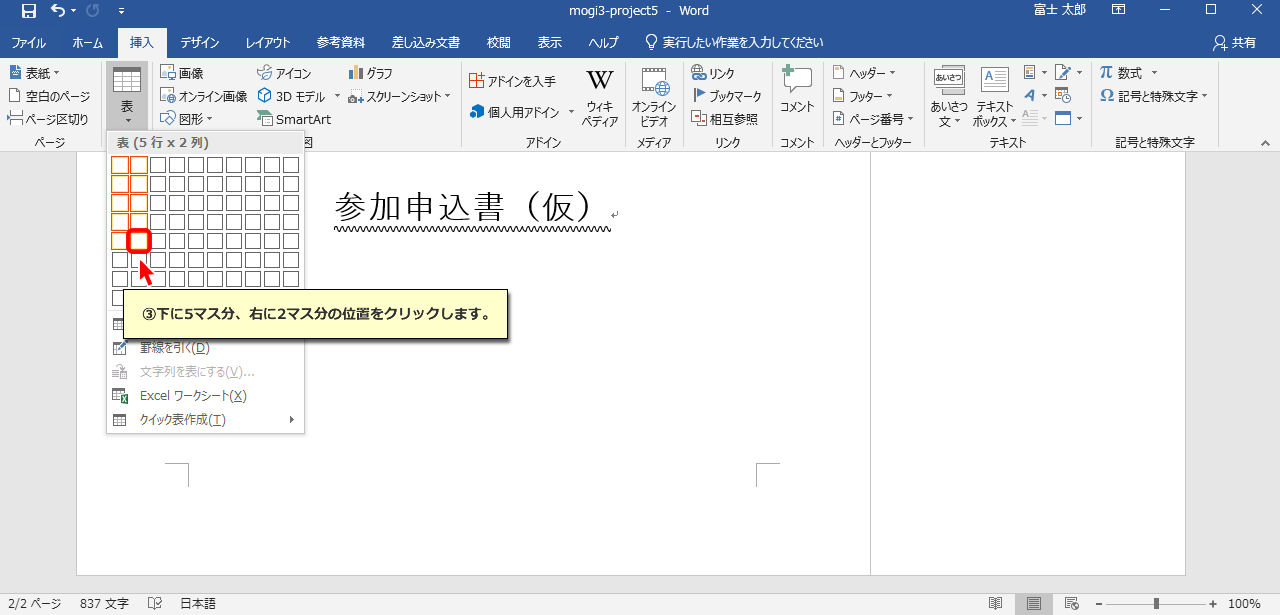 mogi3-project5 - Word
富士 太郎
ファイル ホーム 挿入 デザイン レイアウト 参考資料 差し込み文書 校閲 表示 ヘルプ 実行したい作業を入力してください 共有
表紙
空白のページ
ページ区切り
ページ
表
画像
オンライン画像
図形
アイコン
3D モデル
SmartArt
グラフ
スクリーンショット
図
アドインを入手
個人用アドイン
W
ウィキ
ペディア
アドイン
オンライン
ビデオ
メディア
リンク
ブックマーク
相互参照
リンク
コメント
コメント
ヘッダー
フッター
ページ番号
ヘッダーとフッター
あいさつ
あいさつ
文
A
テキスト
ボックス
テキスト
π 数式
Ω 記号と特殊文字
記号と特殊文字
表 (5 行 x 2 列)
参加申込書（仮）
③下に5マス分、右に2マス分の位置をクリックします。
罫線を引く(D)
文字列を表にする(V)...
Excel ワークシート(X)
クイック表作成(T)
2/2 ページ 837 文字 日本語
100%